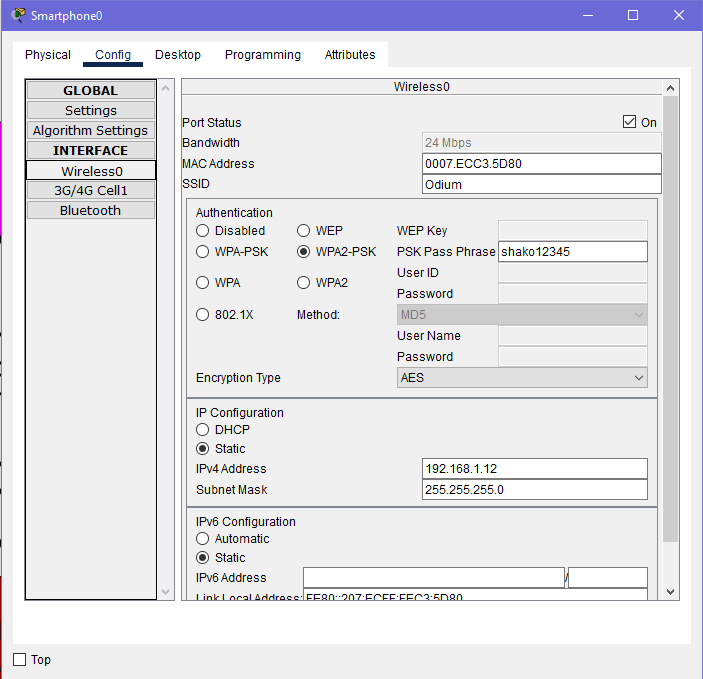 Smartphone0
Physical Config Desktop Programming Attributes
GLOBAL
Settings
Algorithm Settings
INTERFACE
Wireless0
3G/4G Cell1
Bluetooth
Wireless0
Port Status On
Bandwidth 24 Mbps
MAC Address 0007.ECC3.5D80
SSID Odium
Authentication
Disabled WEP WEP Key
WPA-PSK WPA2-PSK PSK Pass Phrase shako12345
User ID
WPA WPA2
Password
802.1X Method: MD5
User Name
Password
Encryption Type AES
IP Configuration
DHCP
Static
IPv4 Address 192.168.1.12
Subnet Mask 255.255.255.0
IPv6 Configuration
Automatic
Static
IPv6 Address /
Link Local Address: FE80::207:ECFF:FEC3:5D80
Top